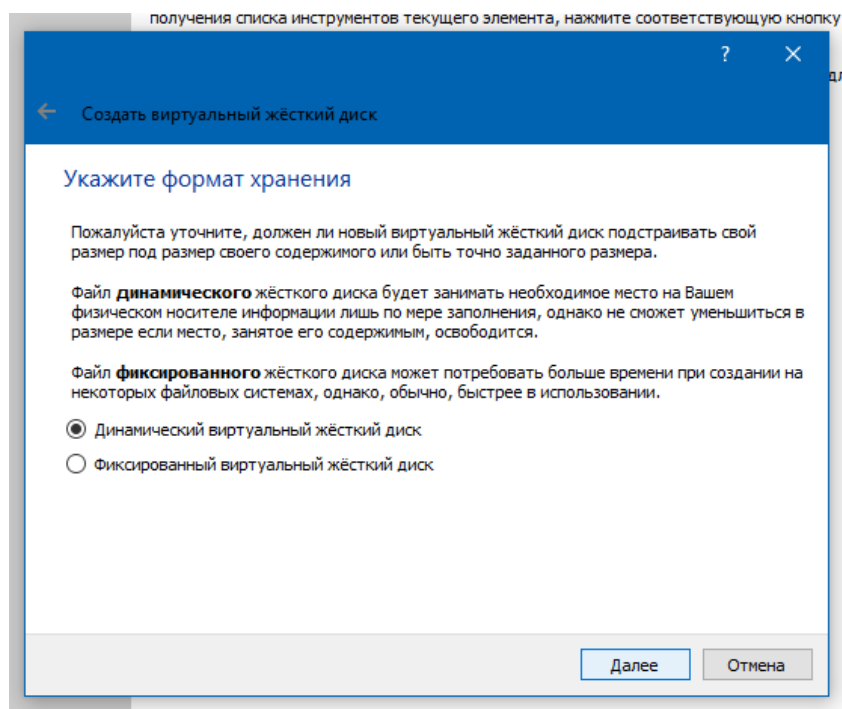 получения списка инструментов текущего элемента, нажмите соответствующую кнопку
?
Создать виртуальный жёсткий диск
Укажите формат хранения
Пожалуйста уточните, должен ли новый виртуальный жёсткий диск подстраивать свой
размер под размер своего содержимого или быть точно заданного размера.
Файл динамического жёсткого диска будет занимать необходимое место на Вашем
физическом носителе информации лишь по мере заполнения, однако не сможет уменьшиться в
размере если место, занятое его содержимым, освободится.
Файл фиксированного жёсткого диска может потребовать больше времени при создании на
некоторых файловых системах, однако, обычно, быстрее в использовании.
Динамический виртуальный жёсткий диск
Фиксированный виртуальный жёсткий диск
Далее Отмена